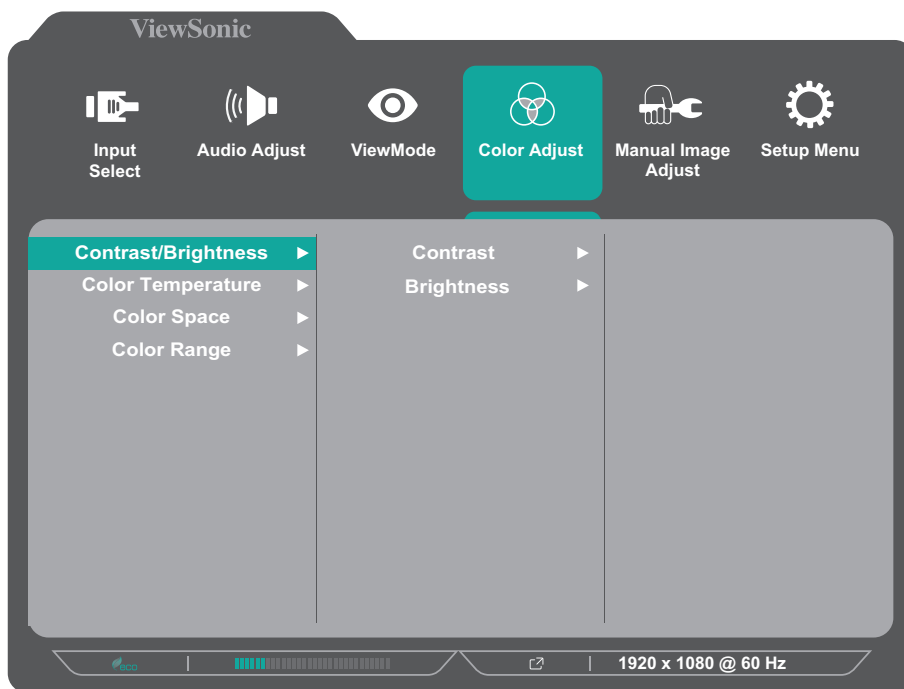 ViewSonic
Input
Select
Audio Adjust
ViewMode
Color Adjust
Manual Image
Adjust
Setup Menu
Contrast/Brightness
Color Temperature
Color Space
Color Range
Contrast
Brightness
eco
1920 x 1080 @ 60 Hz